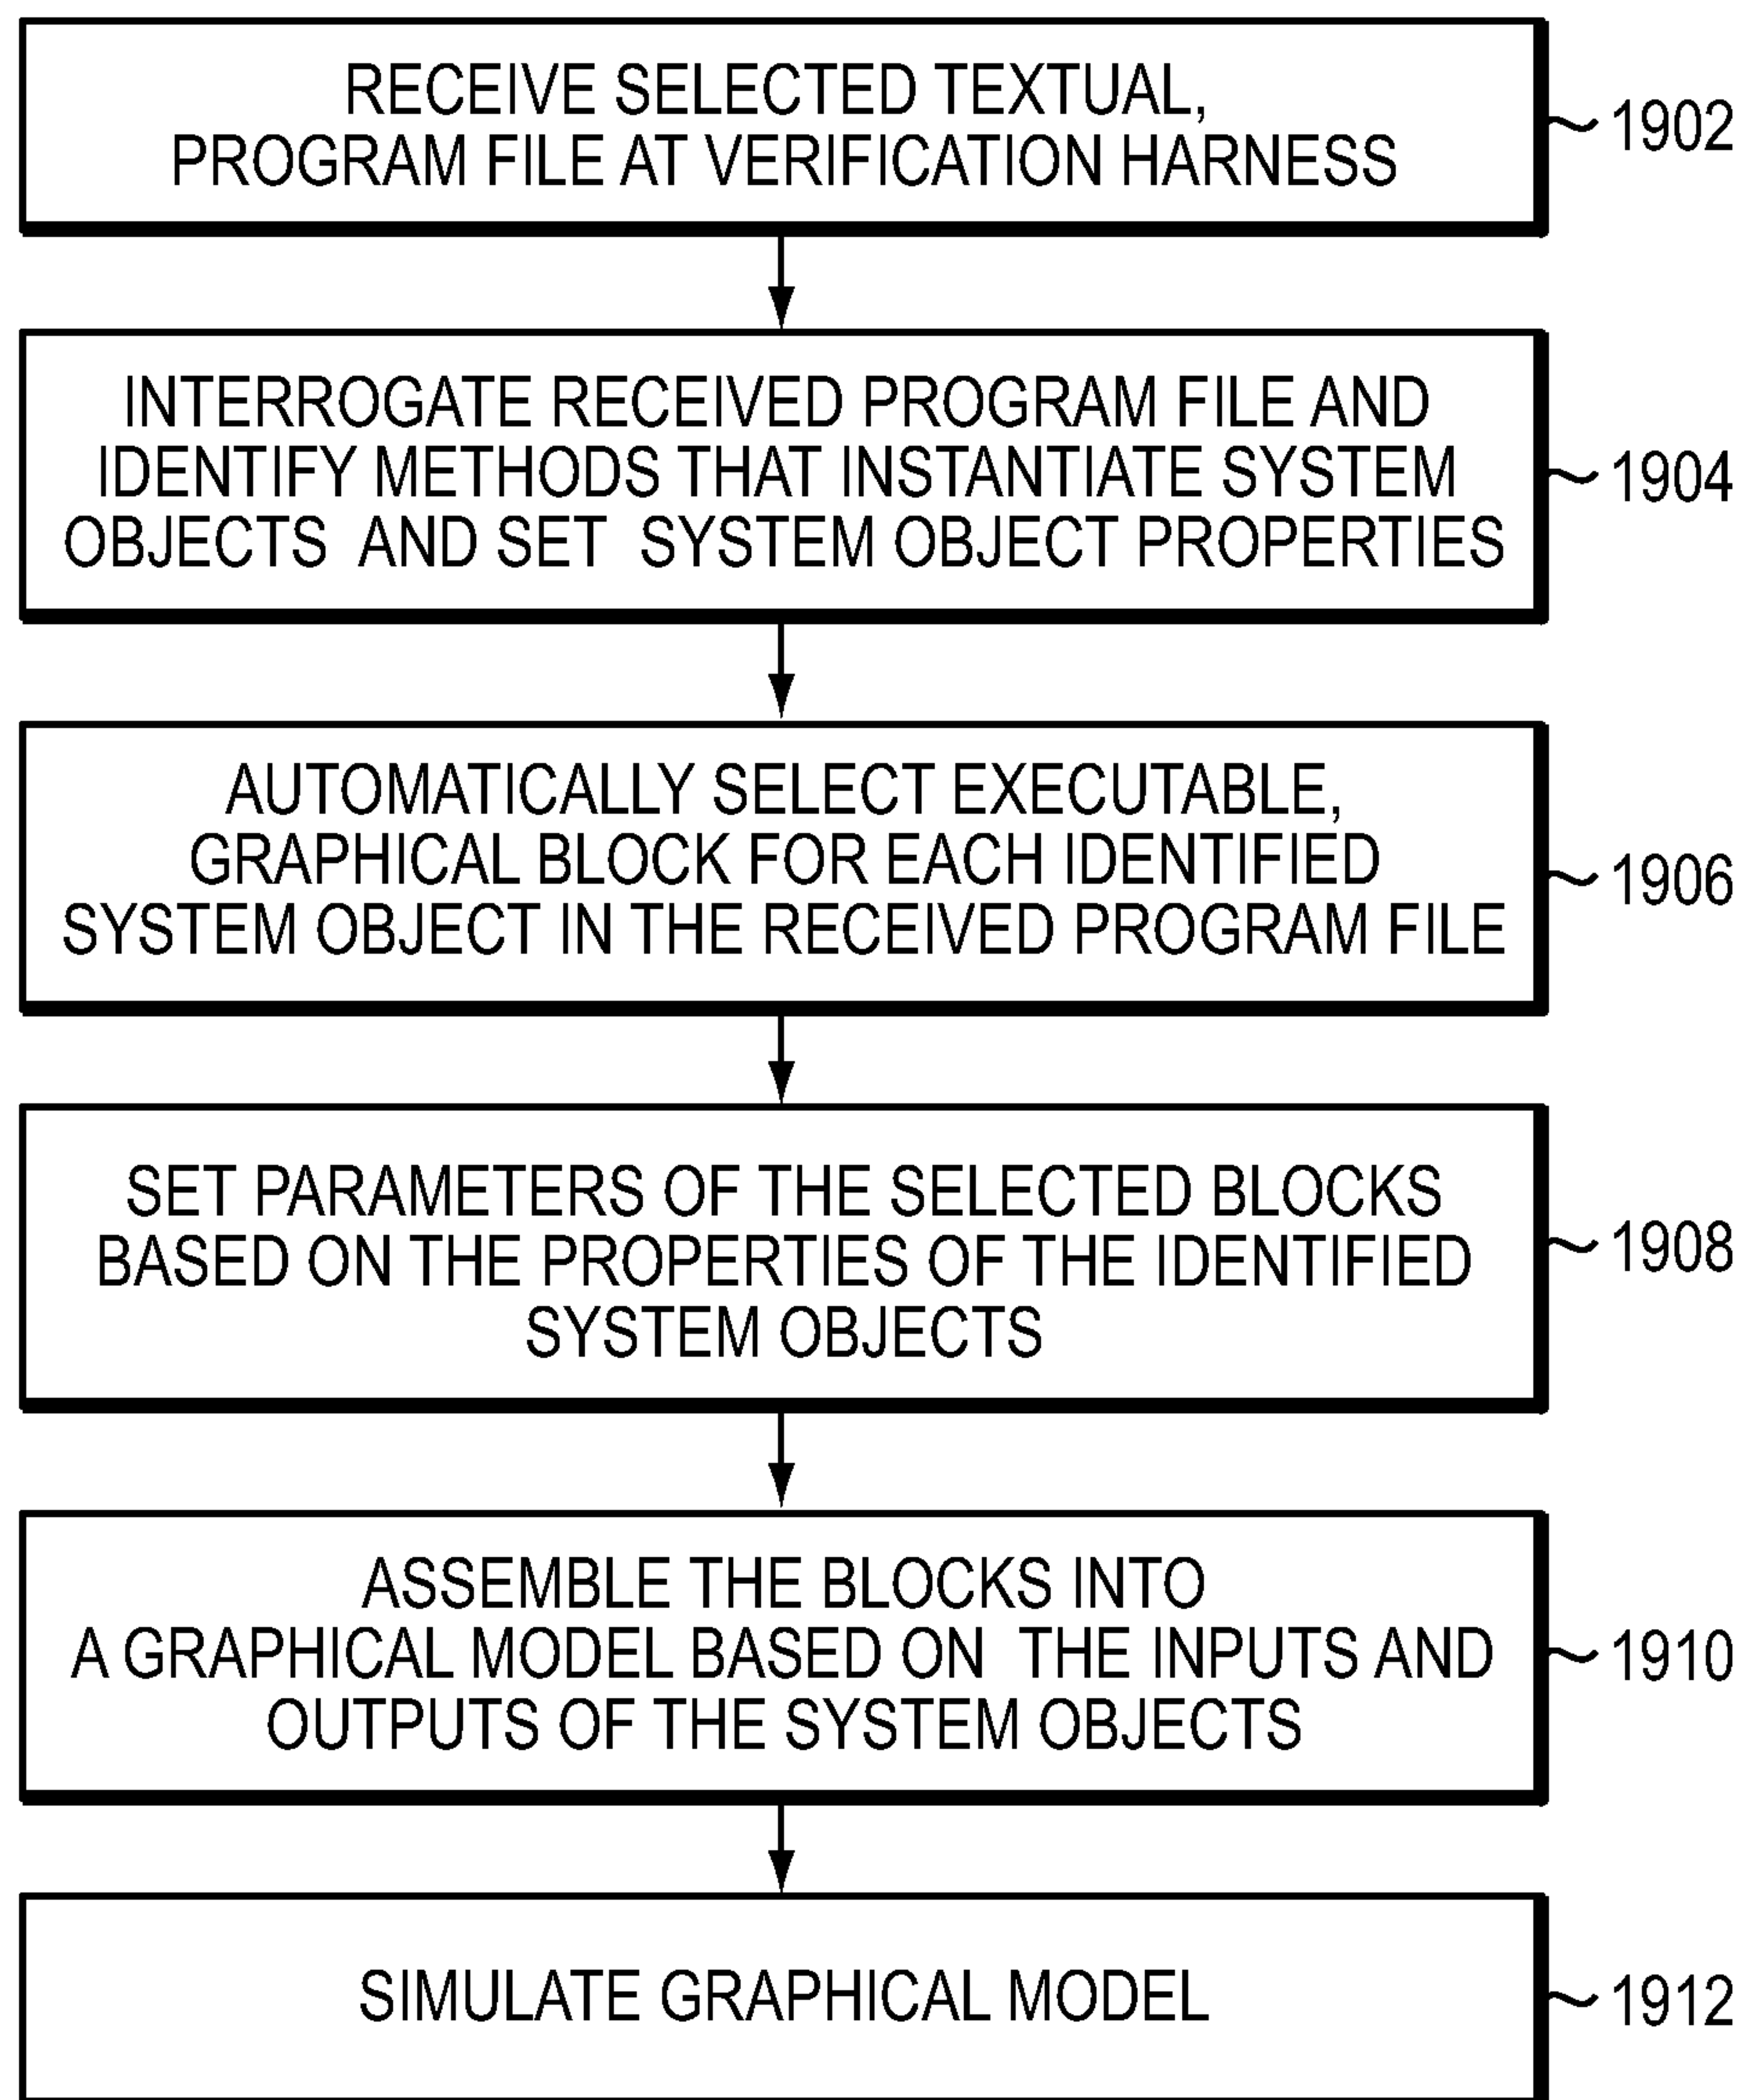 RECEIVE SELECTED TEXTUAL,
PROGRAM FILE AT VERIFICATION HARNESS
1902
INTERROGATE RECEIVED PROGRAM FILE AND
IDENTIFY METHODS THAT INSTANTIATE SYSTEM
OBJECTS AND SET SYSTEM OBJECT PROPERTIES
1904
AUTOMATICALLY SELECT EXECUTABLE,
GRAPHICAL BLOCK FOR EACH IDENTIFIED
SYSTEM OBJECT IN THE RECEIVED PROGRAM FILE
1906
SET PARAMETERS OF THE SELECTED BLOCKS
BASED ON THE PROPERTIES OF THE IDENTIFIED
SYSTEM OBJECTS
1908
ASSEMBLE THE BLOCKS INTO
A GRAPHICAL MODEL BASED ON THE INPUTS AND
OUTPUTS OF THE SYSTEM OBJECTS
1910
SIMULATE GRAPHICAL MODEL
1912